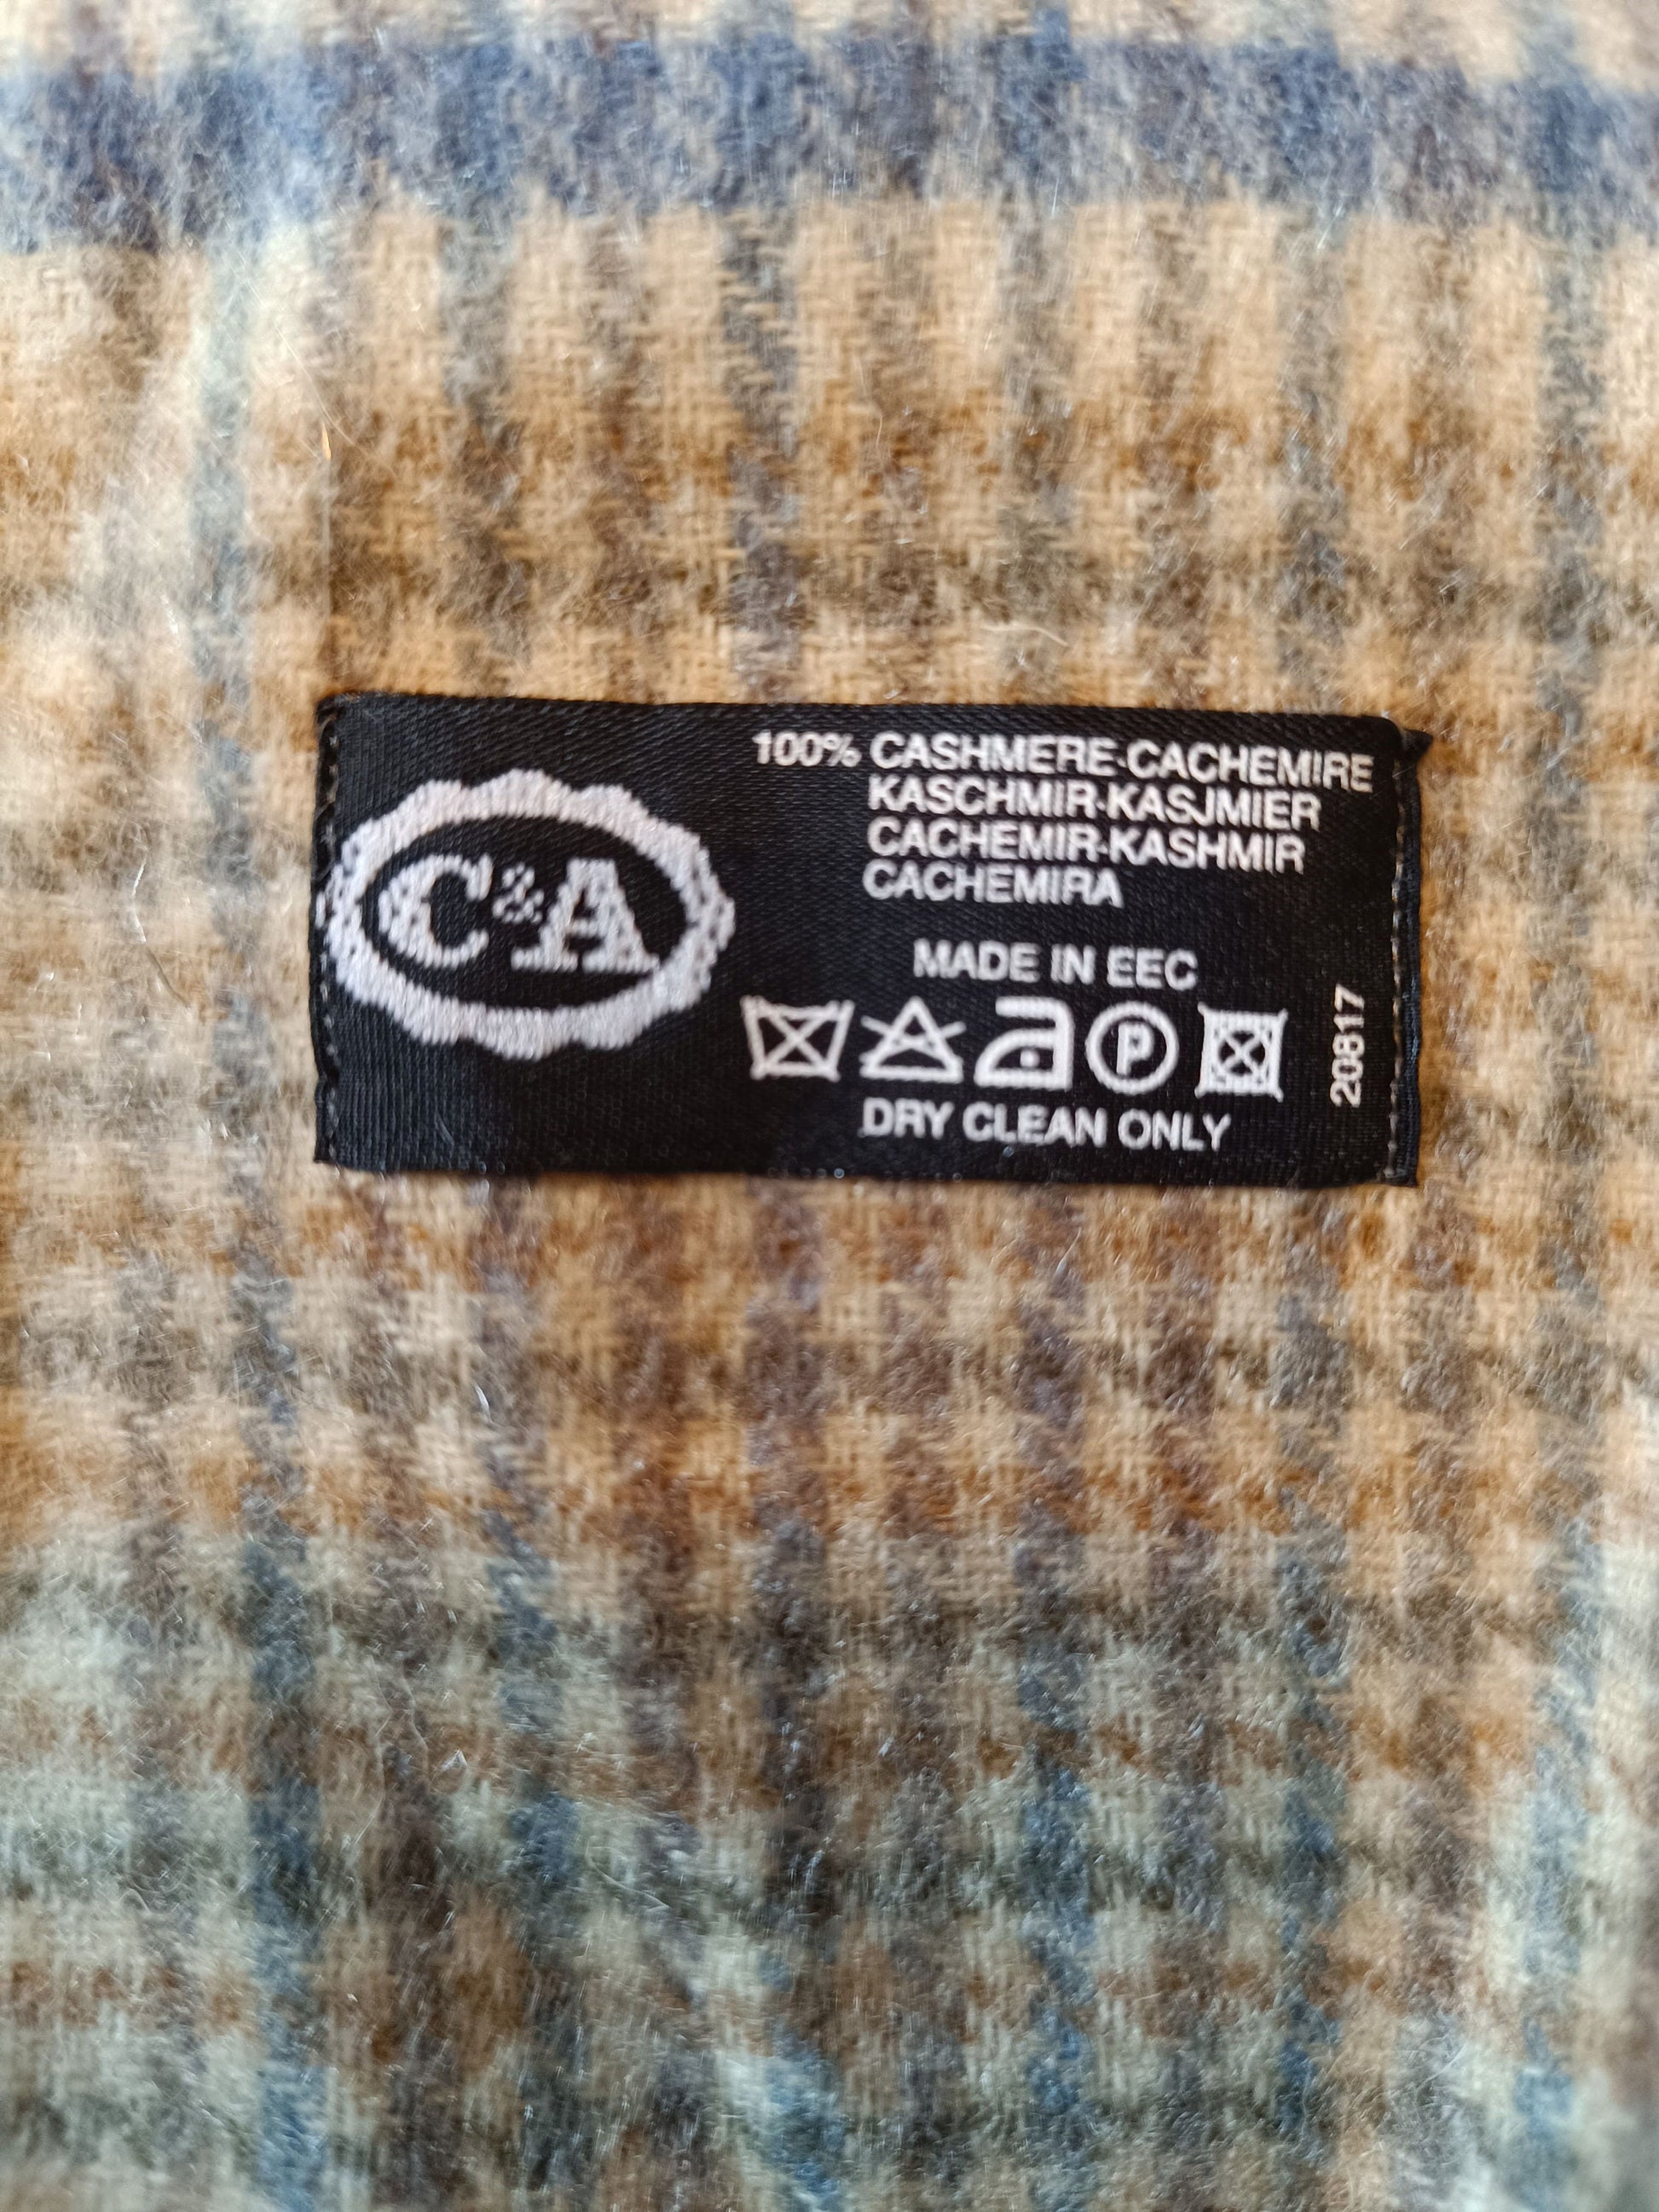 C&A
100% CASHMERE-CACHEMIRE
KASCHMIR-KASJMIER
CACHEMIR-KASHMIR
CACHEMIRA
MADE IN EEC
P
DRY CLEAN ONLY
20817